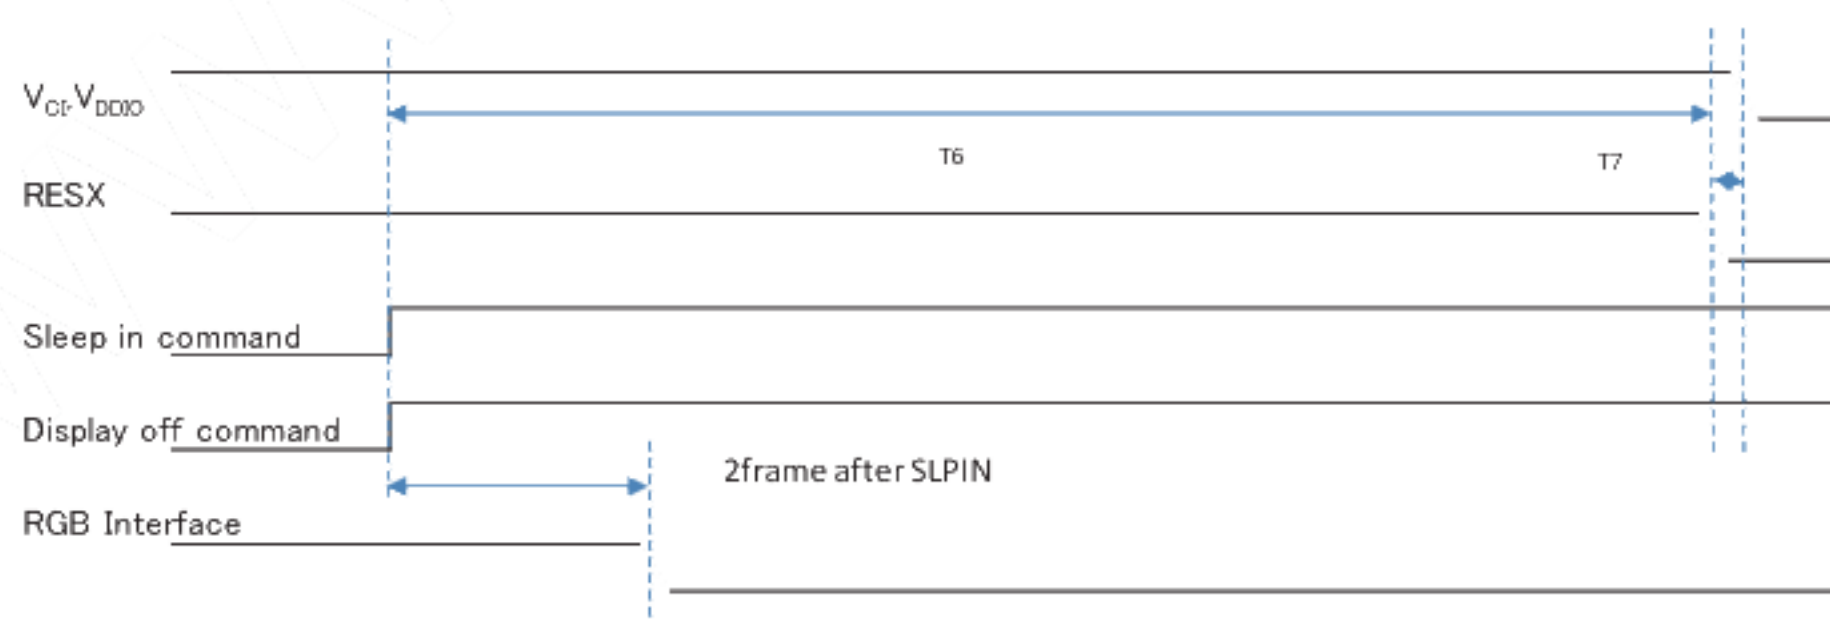 VCI,VDDIO
T6
T7
RESX
Sleep in command
Display off command
2frame after SLPIN
RGB Interface